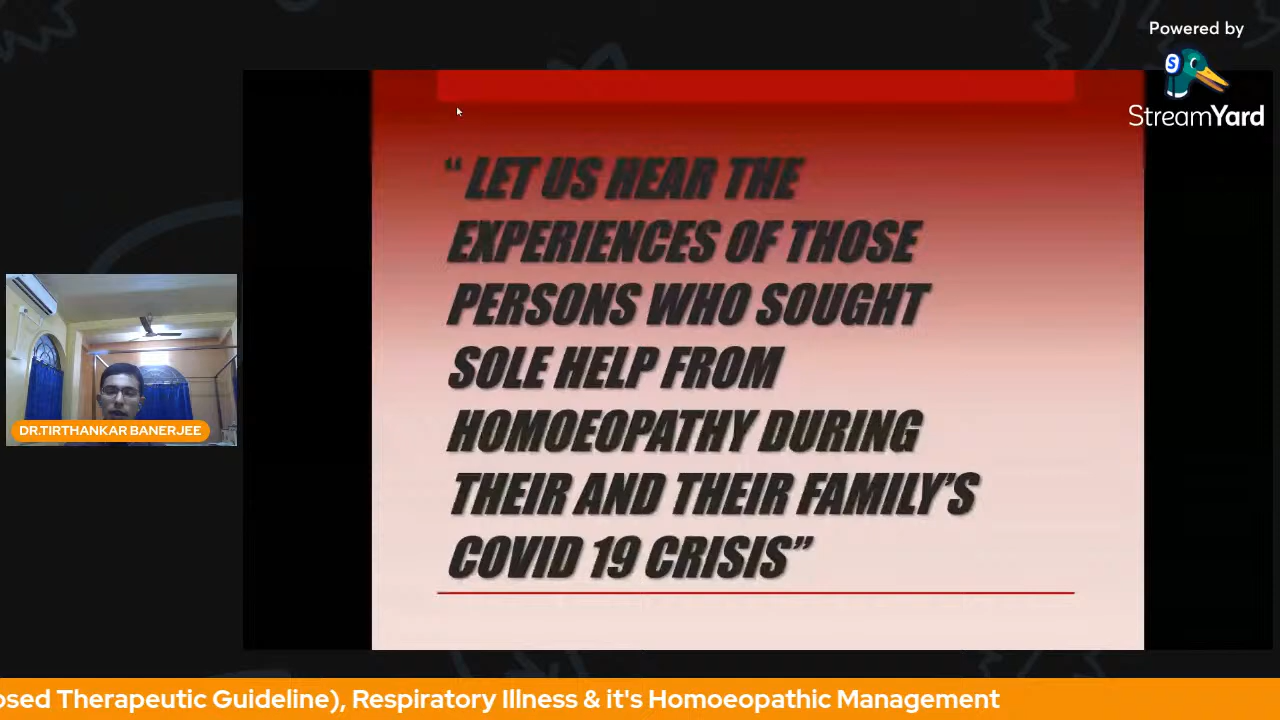 Powered by
StreamYard
“ LET US HEAR THE
EXPERIENCES OF THOSE
PERSONS WHO SOUGHT
SOLE HELP FROM
HOMOEOPATHY DURING
THEIR AND THEIR FAMILY’S
COVID 19 CRISIS”
DR.TIRTHANKAR BANERJEE
osed Therapeutic Guideline), Respiratory Illness & it's Homoeopathic Management